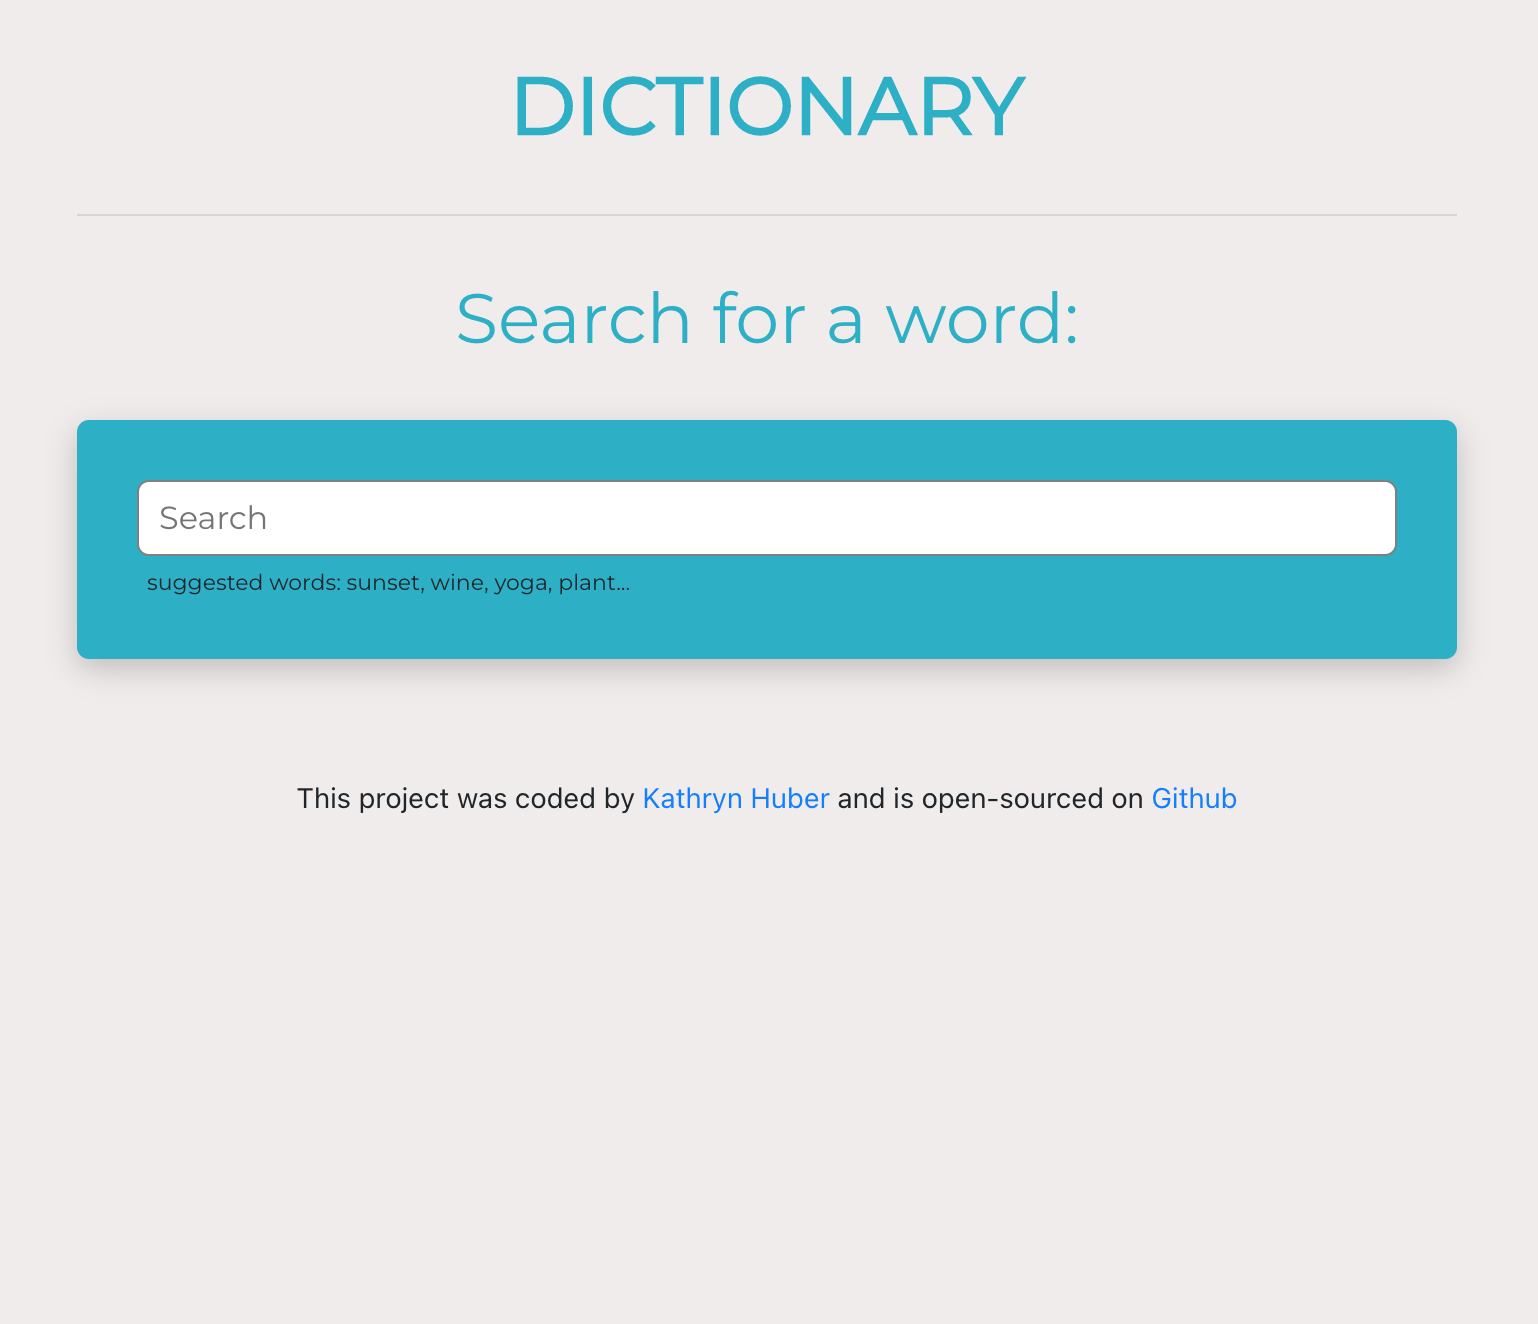 DICTIONARY
Search for a word:
Search
suggested words: sunset, wine, yoga, plant...
This project was coded by Kathryn Huber and is open-sourced on Github